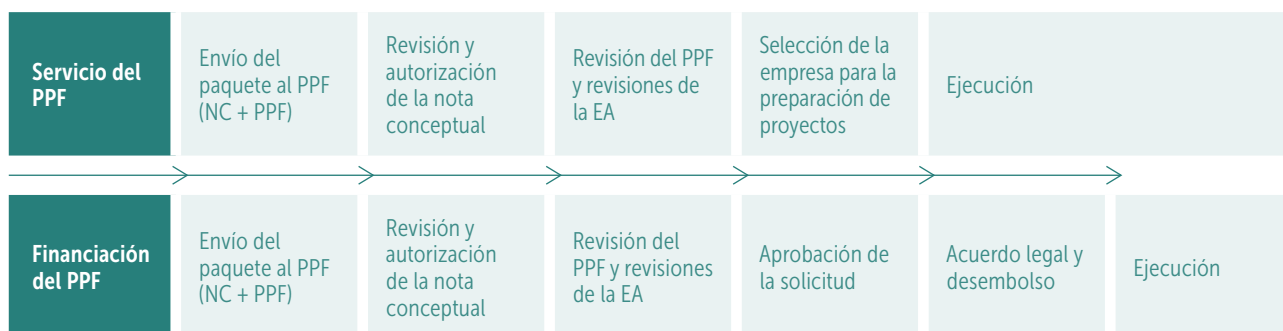 Servicio del
PPF
Envío del
paquete al PPF
(NC + PPF)
Revisión y
autorización
de la nota
conceptual
Revisión del PPF
y revisiones de
la EA
Selección de la
empresa para la
preparación de
proyectos
Ejecución
Financiación
del PPF
Envío del
paquete al PPF
(NC + PPF)
Revisión y
autorización
de la nota
conceptual
Revisión del
PPF y revisiones
de la EA
Aprobación de
la solicitud
Acuerdo legal y
desembolso
Ejecución